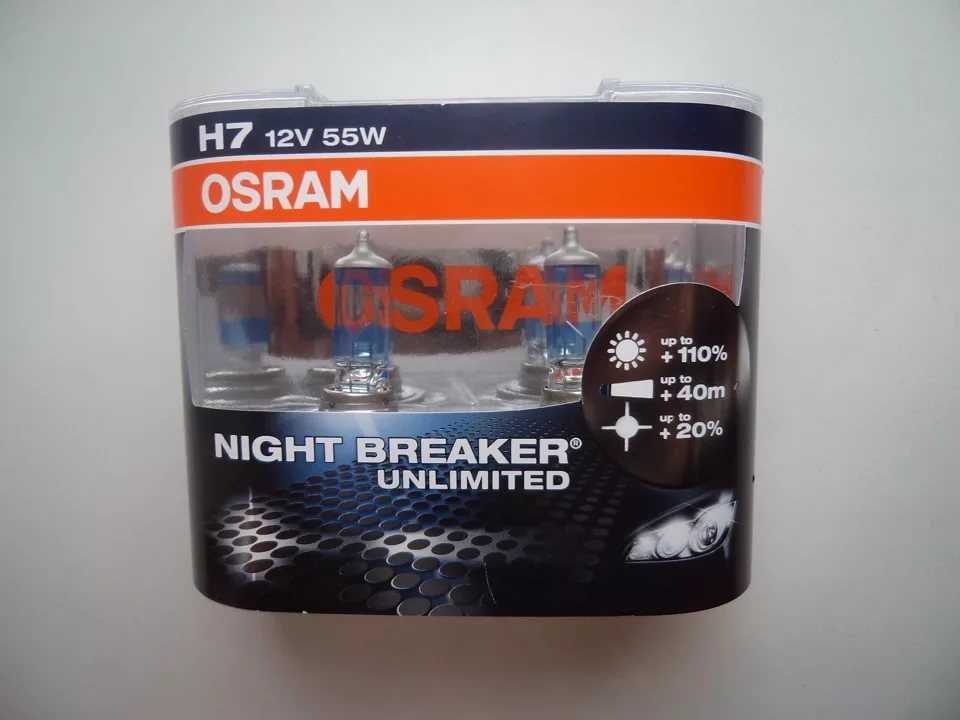 H7 12V 55W
OSRAM
OSRAM
up to
+ 110%
up to
+ 40m
up to
+ 20%
NIGHT BREAKER®
UNLIMITED